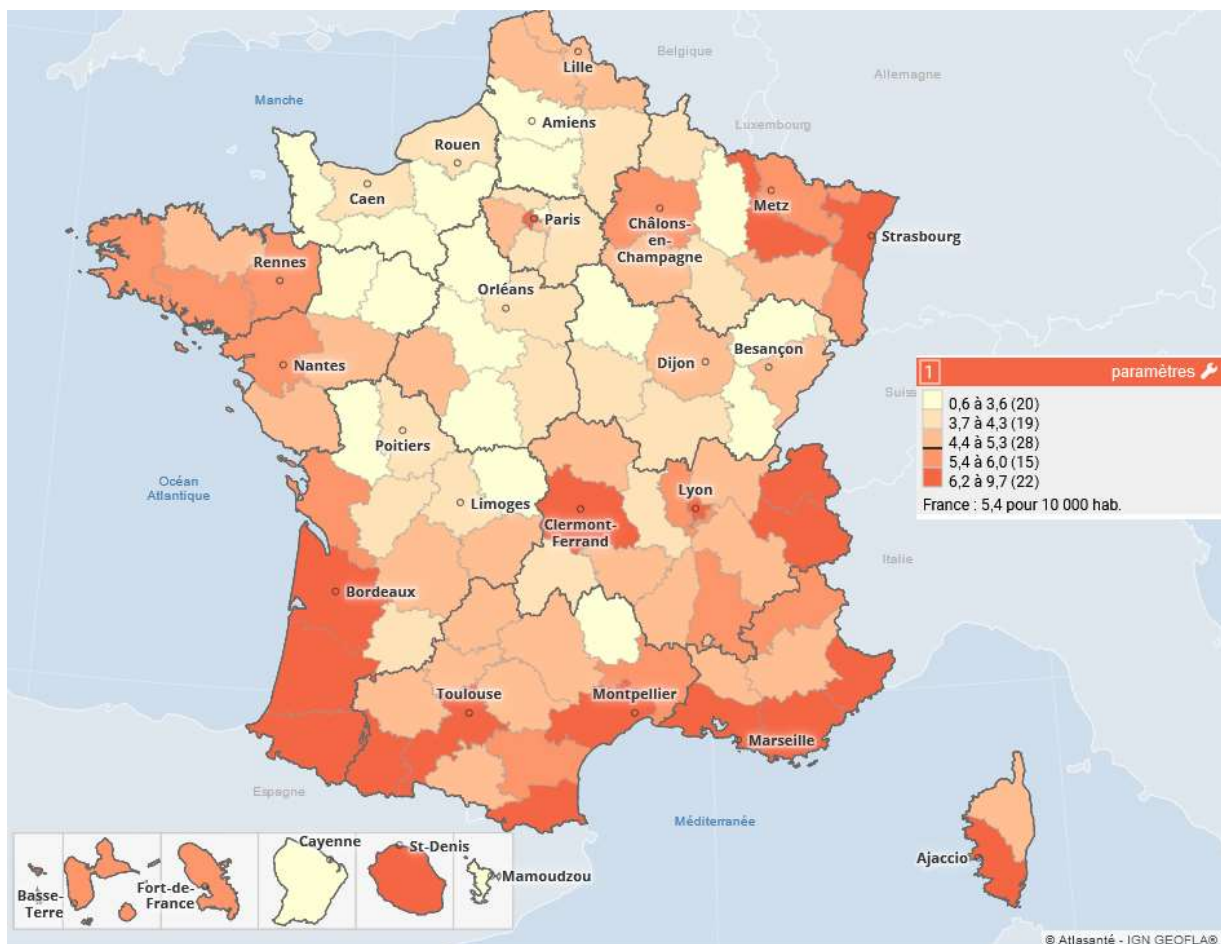 Belgique
Lille
Allemagne
Manche
Amiens
Luxembourg
Rouen
Caen
Metz
Paris
Châlons-
en-
Champagne
Strasbourg
Rennes
Orléans
Besançon
Dijon
Nantes
1 paramètres
Suis
0,6 à 3,6 (20)
3,7 à 4,3 (19)
4,4 à 5,3 (28)
5,4 à 6,0 (15)
6,2 à 9,7 (22)
France : 5,4 pour 10 000 hab.
Poitiers
Océan
Atlantique
Lyon
Limoges
Clermont-
Ferrand
Italie
Bordeaux
Toulouse
Montpellier
Marseille
Espagne
Méditerranée
Cayenne
St-Denis
Ajaccio
Mamoudzou
Basse-
Terre
Fort-de-
France
© Atlasanté - IGN GEOFLA®